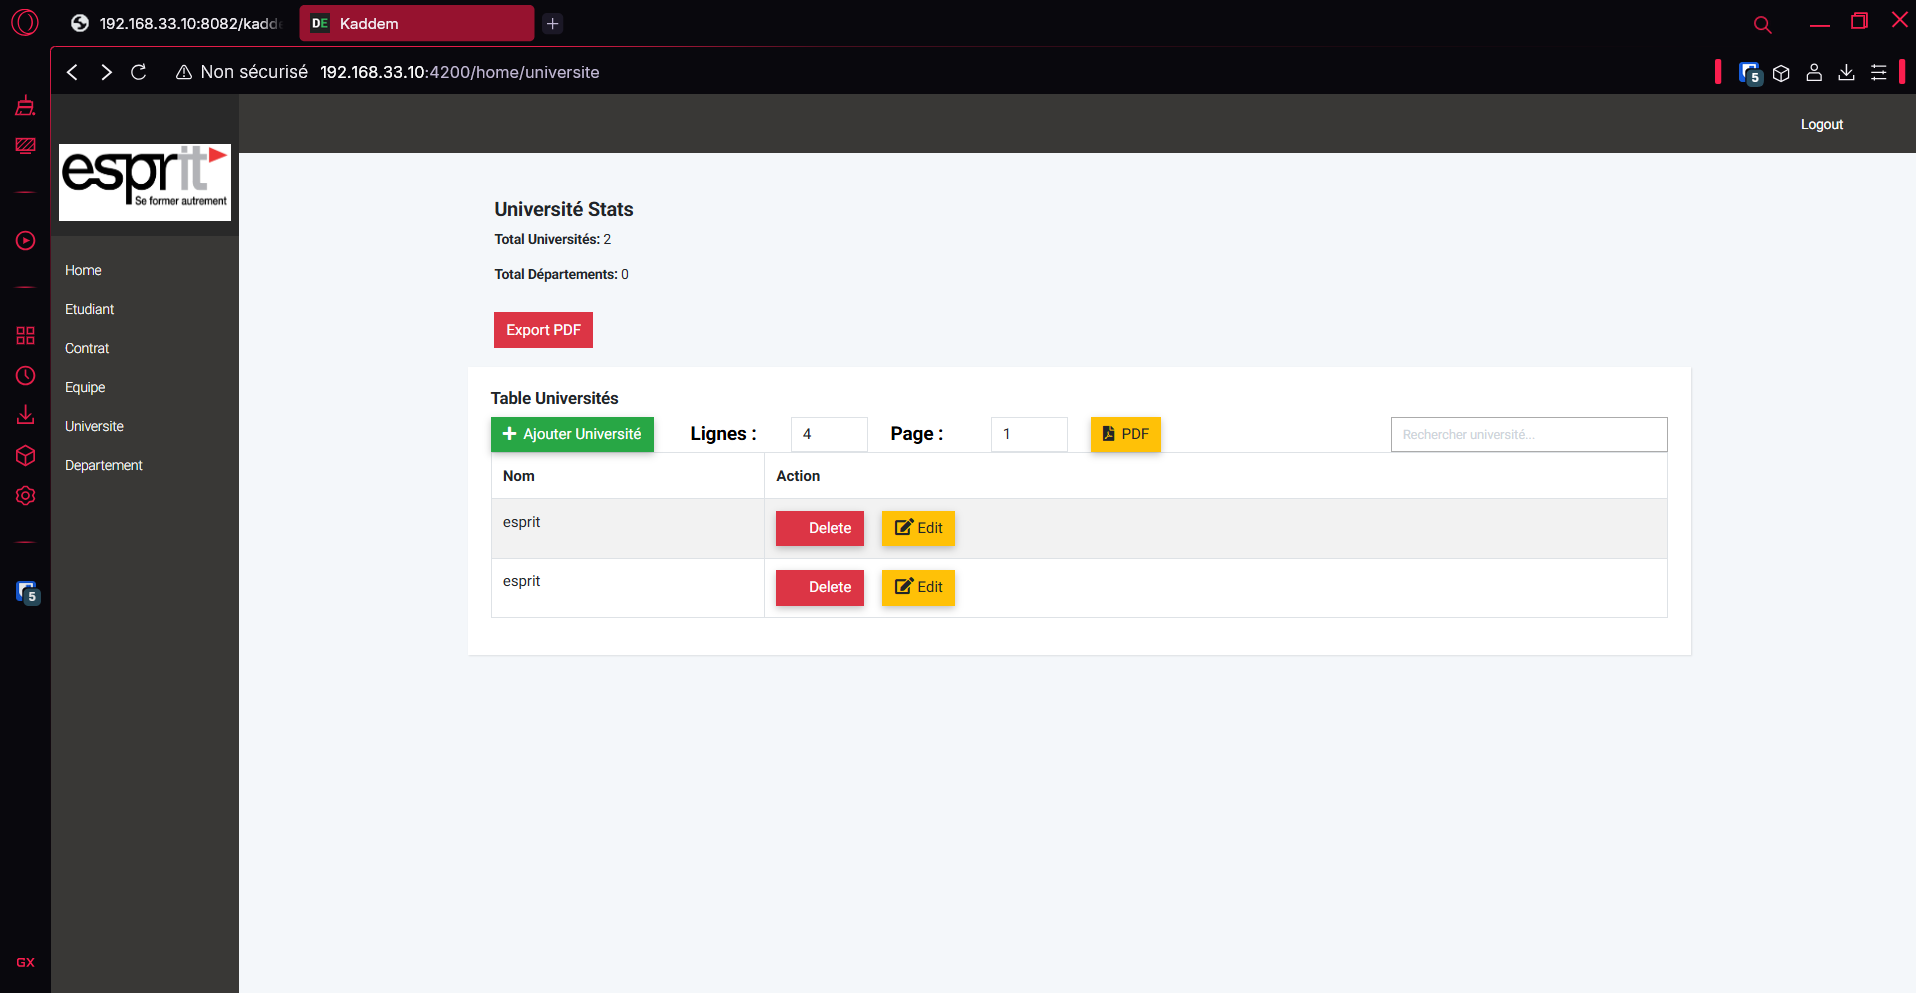 192.168.33.10:8082/kadd
DE Kaddem
Non sécurisé 192.168.33.10:4200/home/universite
5
Logout
esprit
Se former autrement
Home
Etudiant
Contrat
Equipe
Universite
Departement
5
GX
Université Stats
Total Universités: 2
Total Départements: 0
Export PDF
Table Universités
Ajouter Université Lignes : 4 Page : 1 PDF Rechercher université...
Nom Action
esprit Delete Edit
esprit Delete Edit